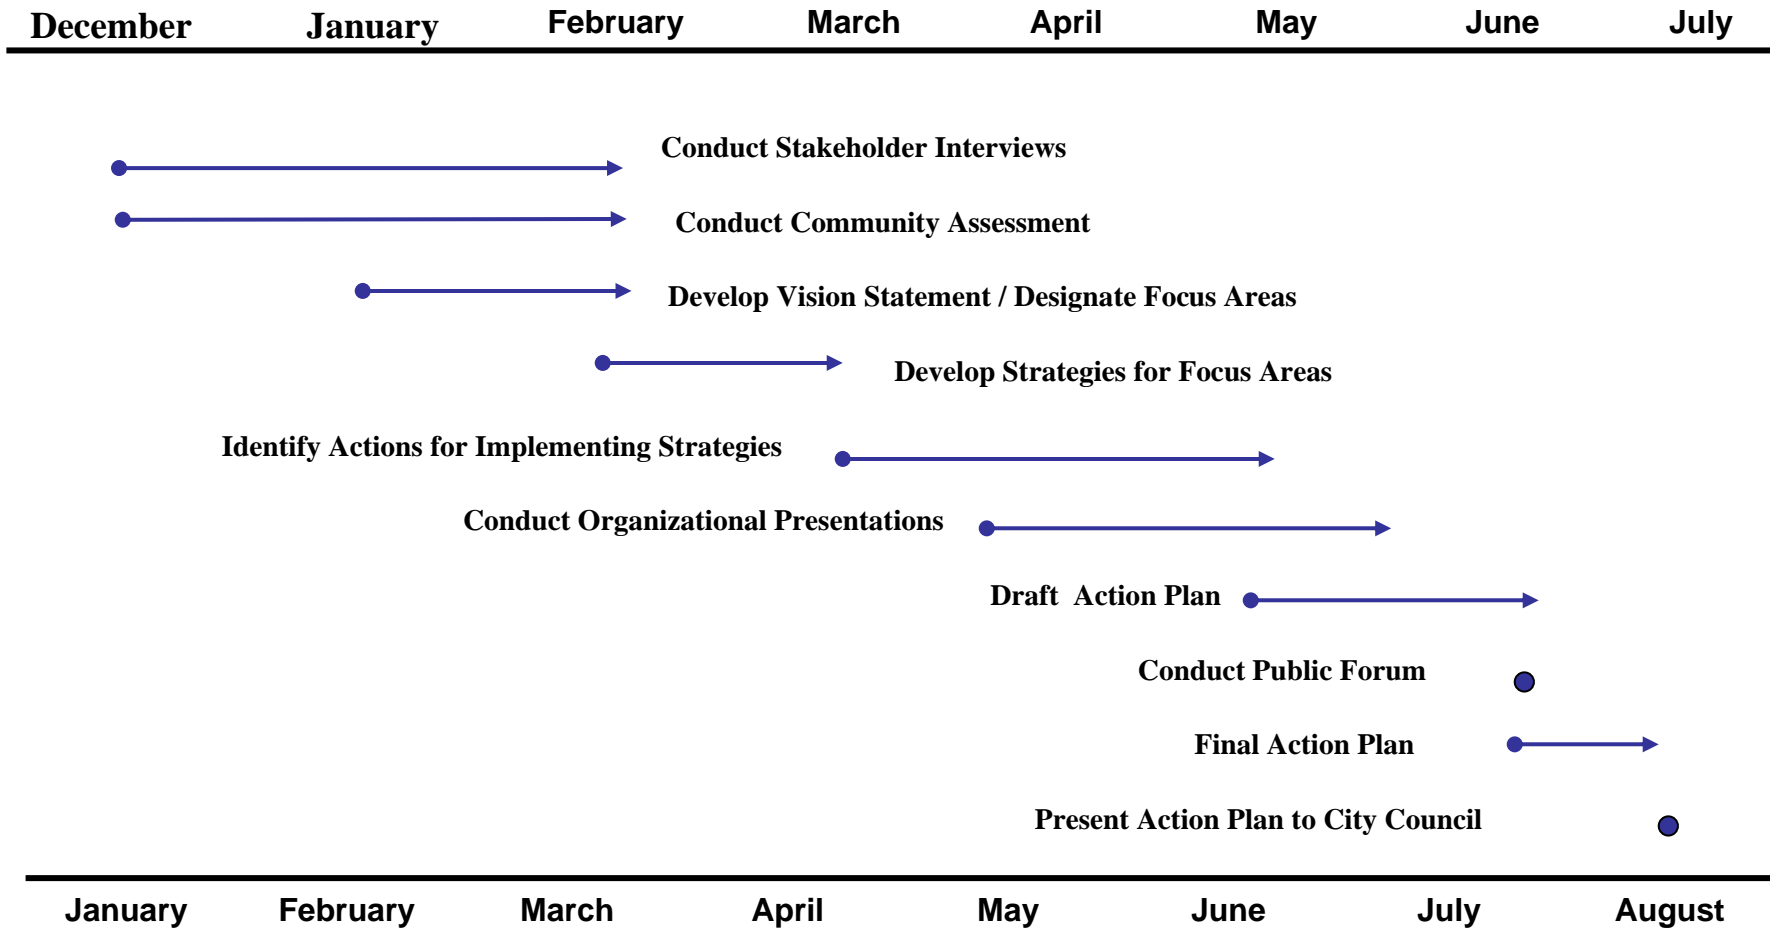 December January February March April May June July
Conduct Stakeholder Interviews
Conduct Community Assessment
Develop Vision Statement / Designate Focus Areas
Develop Strategies for Focus Areas
Identify Actions for Implementing Strategies
Conduct Organizational Presentations
Draft  Action Plan
Conduct Public Forum
Final Action Plan
Present Action Plan to City Council
January February March April May June July August